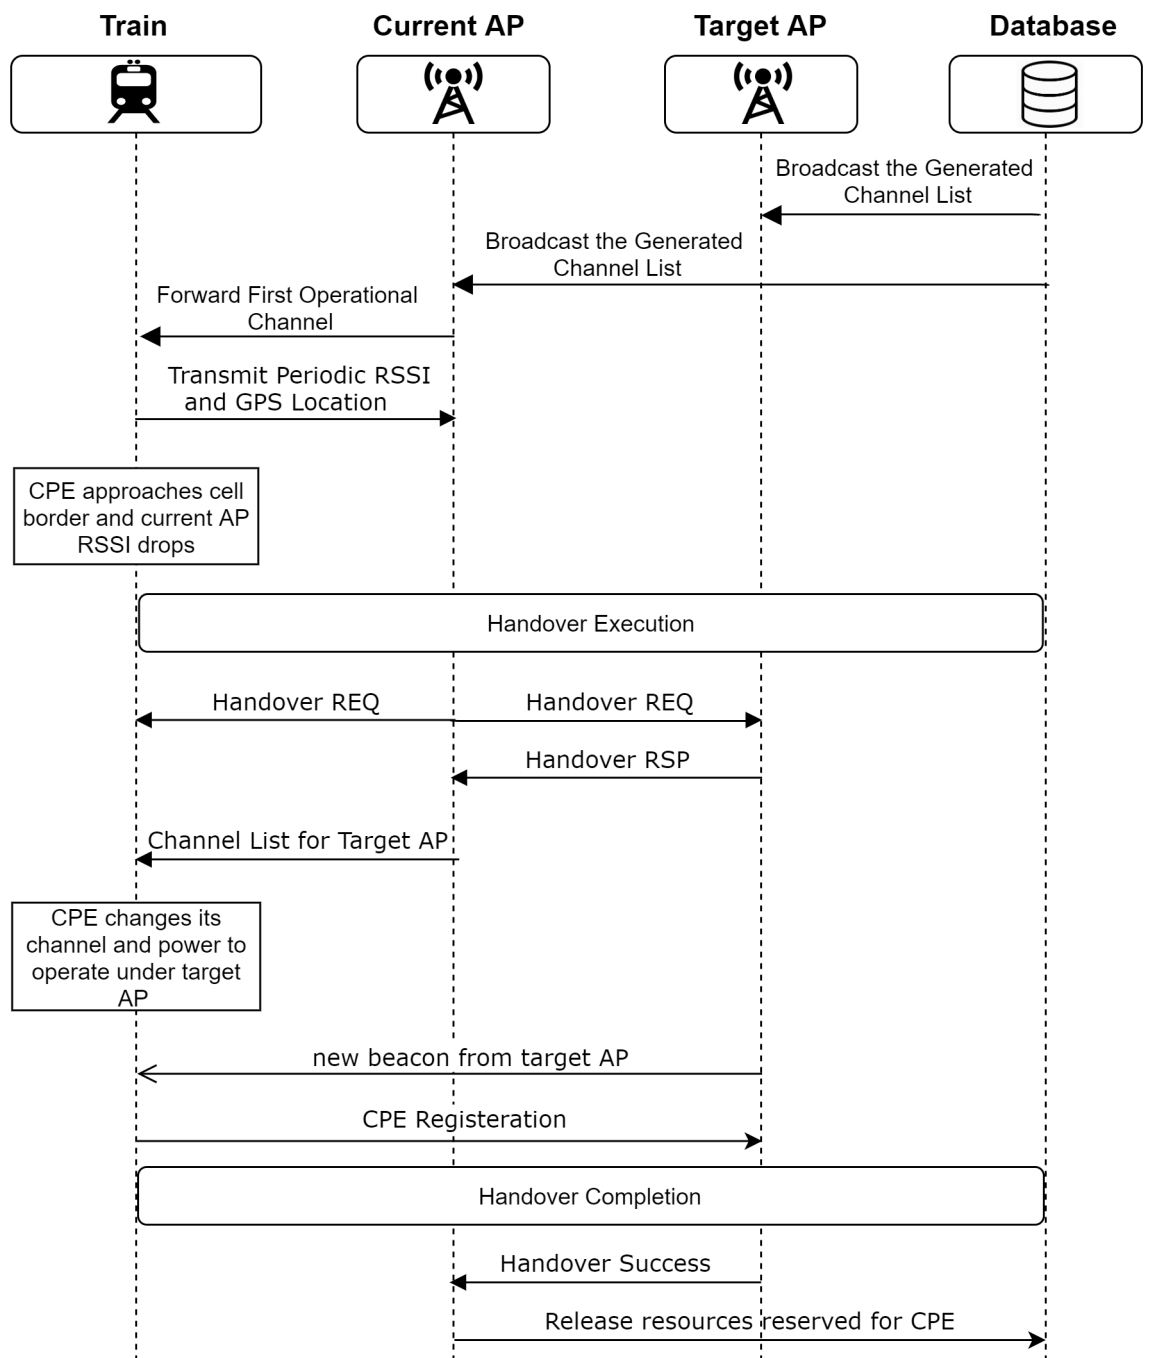 Train
Current AP
Target AP
Database
Broadcast the Generated
Channel List
Broadcast the Generated
Channel List
Forward First Operational
Channel
Transmit Periodic RSSI
and GPS Location
CPE approaches cell
border and current AP
RSSI drops
Handover Execution
Handover REQ
Handover REQ
Handover RSP
Channel List for Target AP
CPE changes its
channel and power to
operate under target
AP
new beacon from target AP
CPE Registeration
Handover Completion
Handover Success
Release resources reserved for CPE